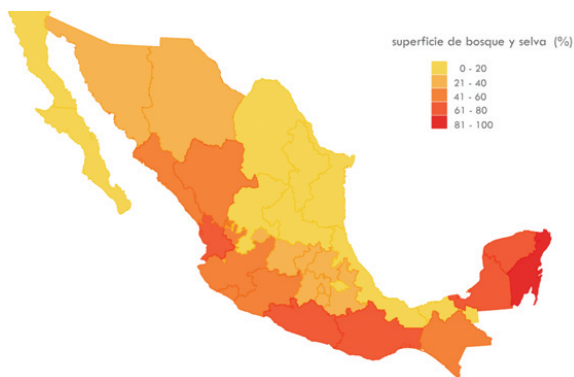 superficie de bosque y selva (%)
0 - 20
21 - 40
41 - 60
61 - 80
81 - 100